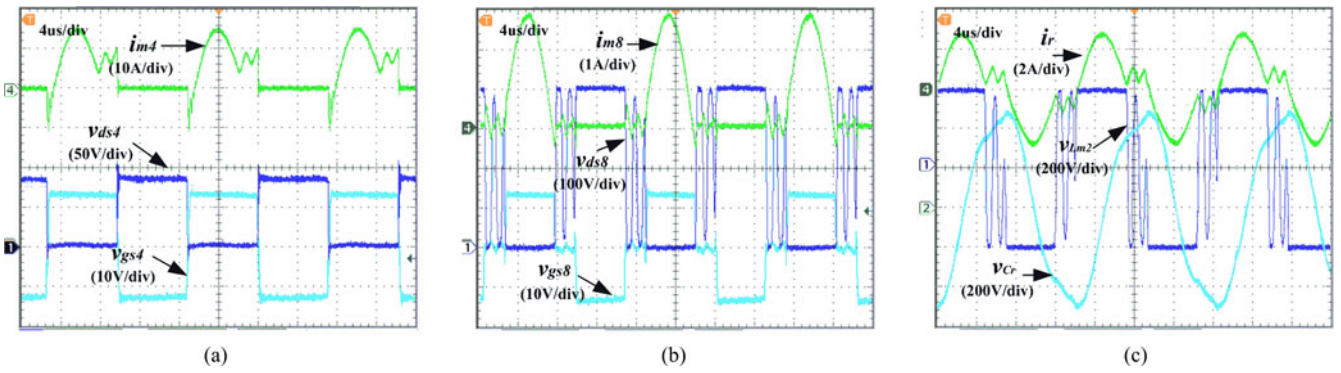 T
4us/div
im4
(10A/div)
4
vds4
(50V/div)
1
vgs4
(10V/div)
(a)
T
4us/div
im8
(1A/div)
4
vds8
(100V/div)
1
vgs8
(10V/div)
(b)
T
4us/div
ir
(2A/div)
4
vLm2
(200V/div)
1
2
vCr
(200V/div)
(c)